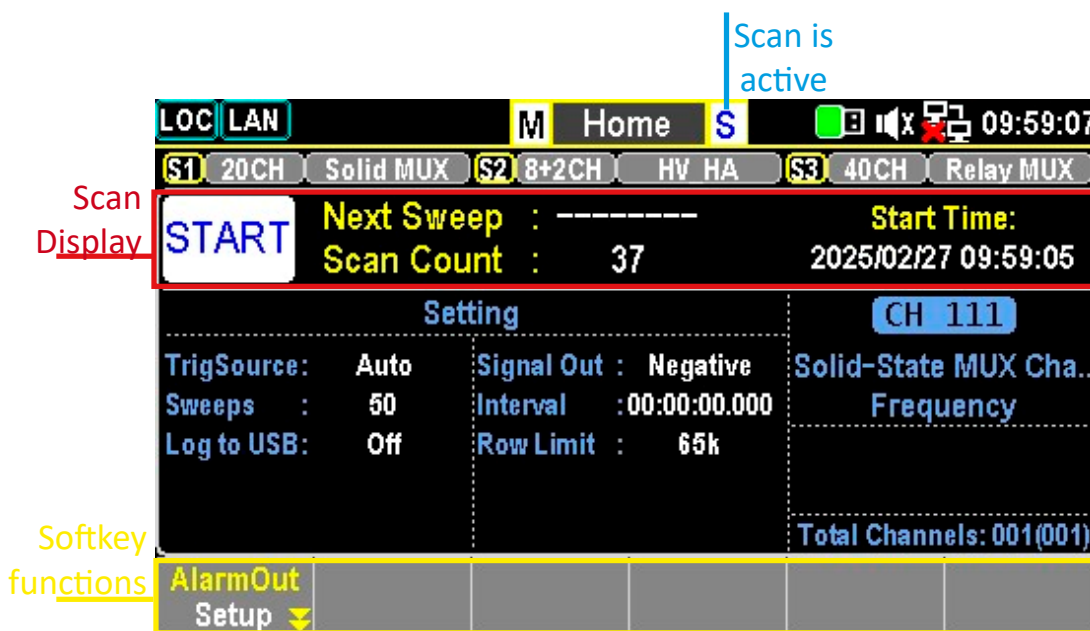 Scan is
active
LOC LAN M Home S 09:59:07
S1 20CH Solid MUX S2 8+2CH HV_HA S3 40CH Relay MUX
Scan
Display
START
Next Sweep : --------
Scan Count : 37
Start Time:
2025/02/27 09:59:05
Setting
TrigSource: Auto
Sweeps : 50
Log to USB: Off
Signal Out : Negative
Interval :00:00:00.000
Row Limit : 65k
CH 111
Solid-State MUX Cha..
Frequency
Total Channels: 001(001)
Softkey
functions
AlarmOut
Setup